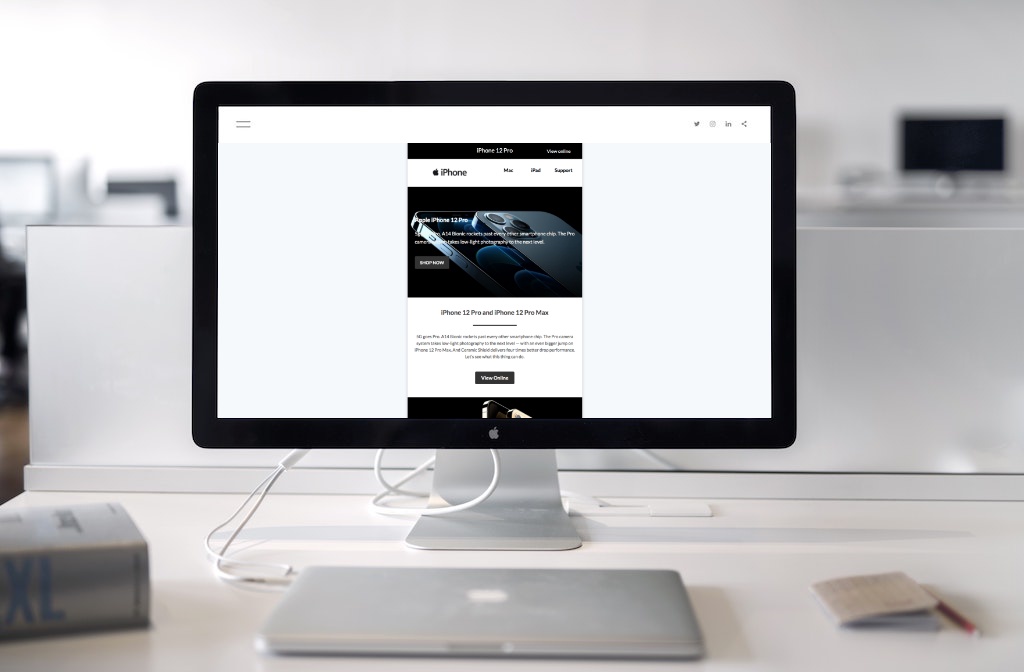 iPhone 12 Pro
View online
iPhone
Mac
iPad
Support
Apple iPhone 12 Pro
Pro. A14 Bionic rockets past every other smartphone chip. The Pro
takes low-light photography to the next level.
SHOP NOW
iPhone 12 Pro and iPhone 12 Pro Max
5G goes Pro. A14 Bionic rockets past every other smartphone chip. The Pro camera
system takes low-light photography to the next level — with an even bigger jump on
iPhone 12 Pro Max. And Ceramic Shield delivers four times better drop performance.
Let's see what this thing can do.
View Online
XL